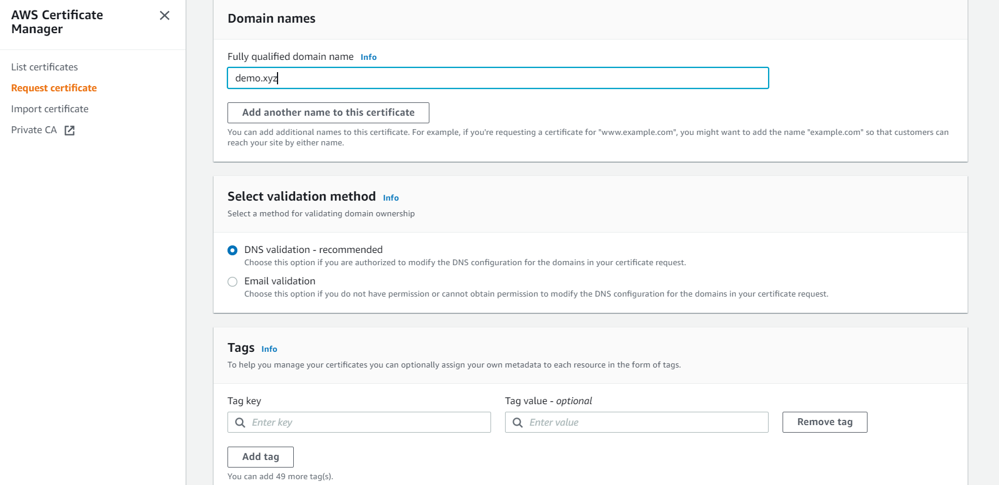 AWS Certificate
Manager
List certificates
Request certificate
Import certificate
Private CA
Domain names
Fully qualified domain name Info
demo.xyz
Add another name to this certificate
You can add additional names to this certificate. For example, if you're requesting a certificate for "www.example.com", you might want to add the name "example.com" so that customers can
reach your site by either name.
Select validation method Info
Select a method for validating domain ownership
DNS validation - recommended
Choose this option if you are authorized to modify the DNS configuration for the domains in your certificate request.
Email validation
Choose this option if you do not have permission or cannot obtain permission to modify the DNS configuration for the domains in your certificate request.
Tags Info
To help you manage your certificates you can optionally assign your own metadata to each resource in the form of tags.
Tag key Tag value - optional
Enter key Enter value Remove tag
Add tag
You can add 49 more tag(s).